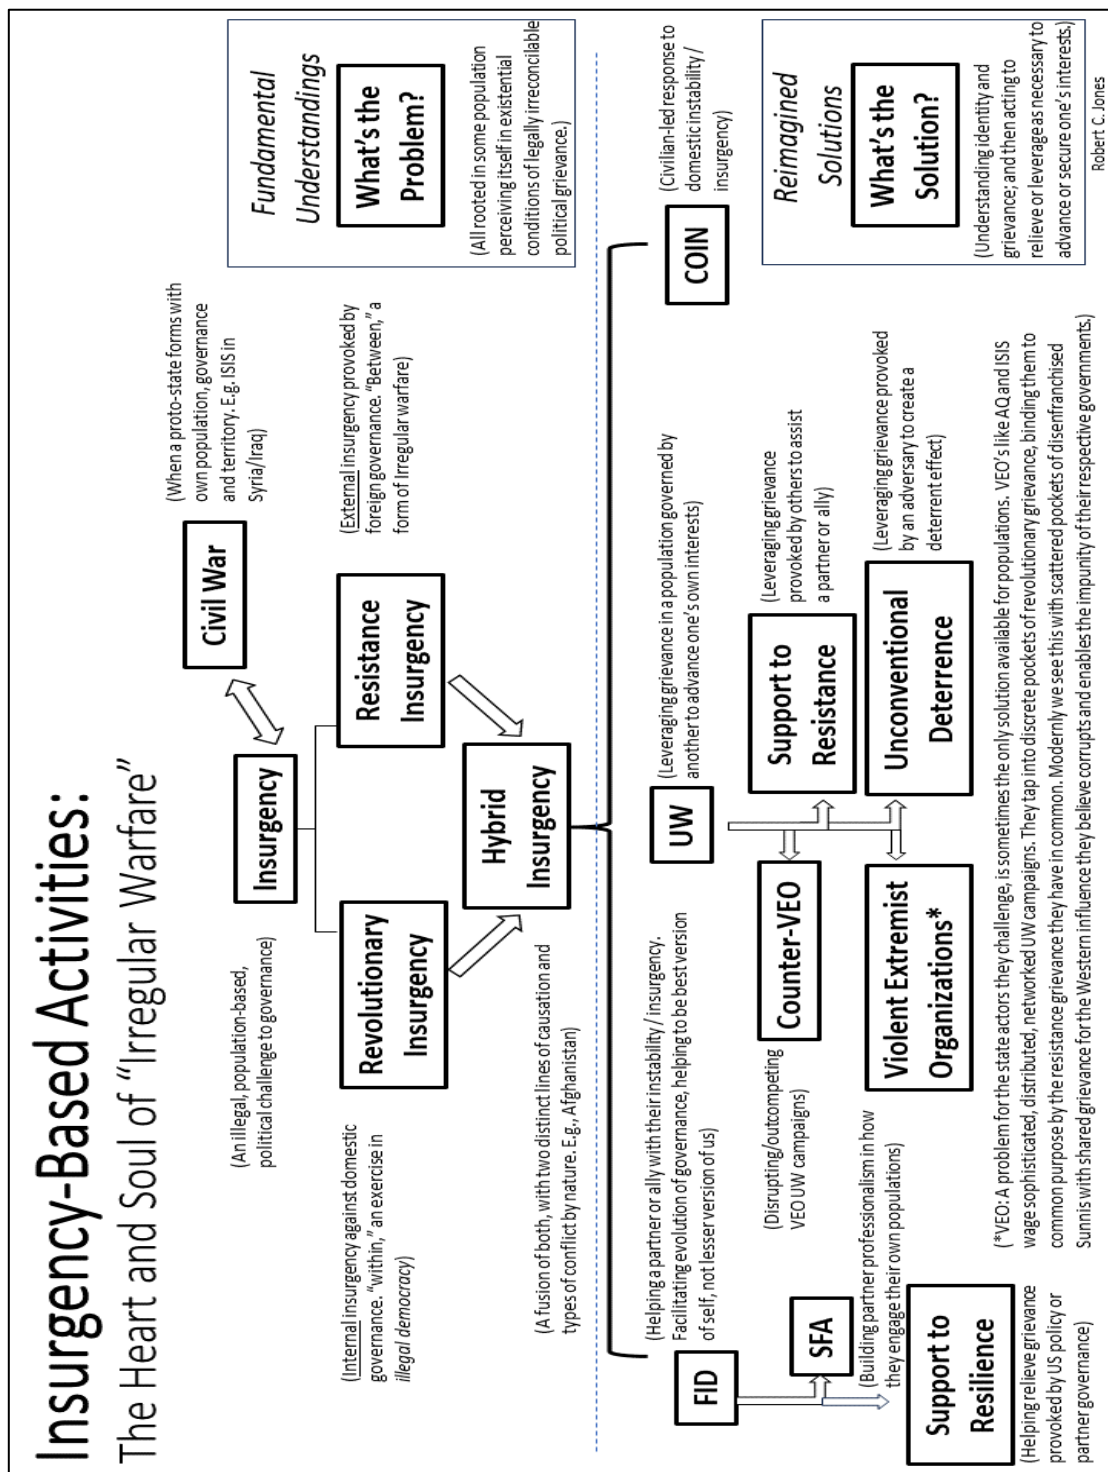 Insurgency-Based Activities:
The Heart and Soul of “Irregular Warfare”
Fundamental
Understandings
What's the
Problem?
(All rooted in some population
perceiving itself in existential
conditions of legally irreconcilable
political grievance.)
(An illegal, population-based,
political challenge to governance)
Insurgency
Civil War
(When a proto-state forms with
own population, governance
and territory. E.g. ISIS in
Syria/Iraq)
(Internal insurgency against domestic
governance. “within,” an exercise in
illegal democracy)
Revolutionary
Insurgency
Resistance
Insurgency
(External insurgency provoked by
foreign governance. “Between,” a
form of Irregular warfare)
(A fusion of both, with two distinct lines of causation and
types of conflict by nature. E.g., Afghanistan)
Hybrid
Insurgency
FID
(Helping a partner or ally with their instability / insurgency.
Facilitating evolution of governance, helping to be best version
of self, not lesser version of us)
UW
(Leveraging grievance in a population governed by
another to advance one's own interests)
COIN
(Civilian-led response to
domestic instability /
insurgency)
SFA
(Building partner professionalism in how
they engage their own populations)
Support to
Resilience
(Helping relieve grievance
provoked by US policy or
partner governance)
(Disrupting/outcompeting
VEO UW campaigns)
Counter-VEO
Support to
Resistance
(Leveraging grievance
provoked by others to assist
a partner or ally)
Violent Extremist
Organizations*
Unconventional
Deterrence
(Leveraging grievance provoked
by an adversary to create a
deterrent effect)
(*VEO: A problem for the state actors they challenge, is sometimes the only solution available for populations. VEO's like AQ and ISIS
wage sophisticated, distributed, networked UW campaigns. They tap into discrete pockets of revolutionary grievance, binding them to
common purpose by the resistance grievance they have in common. Modernly we see this with scattered pockets of disenfranchised
Sunnis with shared grievance for the Western influence they believe corrupts and enables the impunity of their respective governments.)
Reimagined
Solutions
What's the
Solution?
(Understanding identity and
grievance; and then acting to
relieve or leverage as necessary to
advance or secure one's interests.)
Robert C. Jones